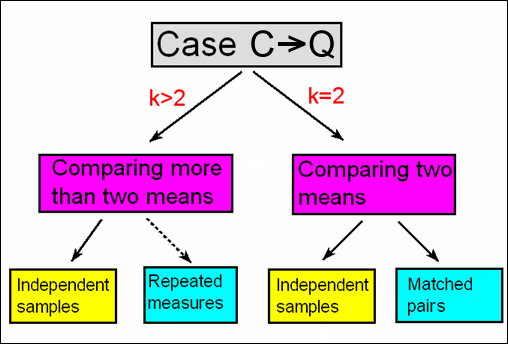 Case C→Q
k>2
k=2
Comparing more
than two means
Comparing two
means
Independent
samples
Repeated
measures
Independent
samples
Matched
pairs